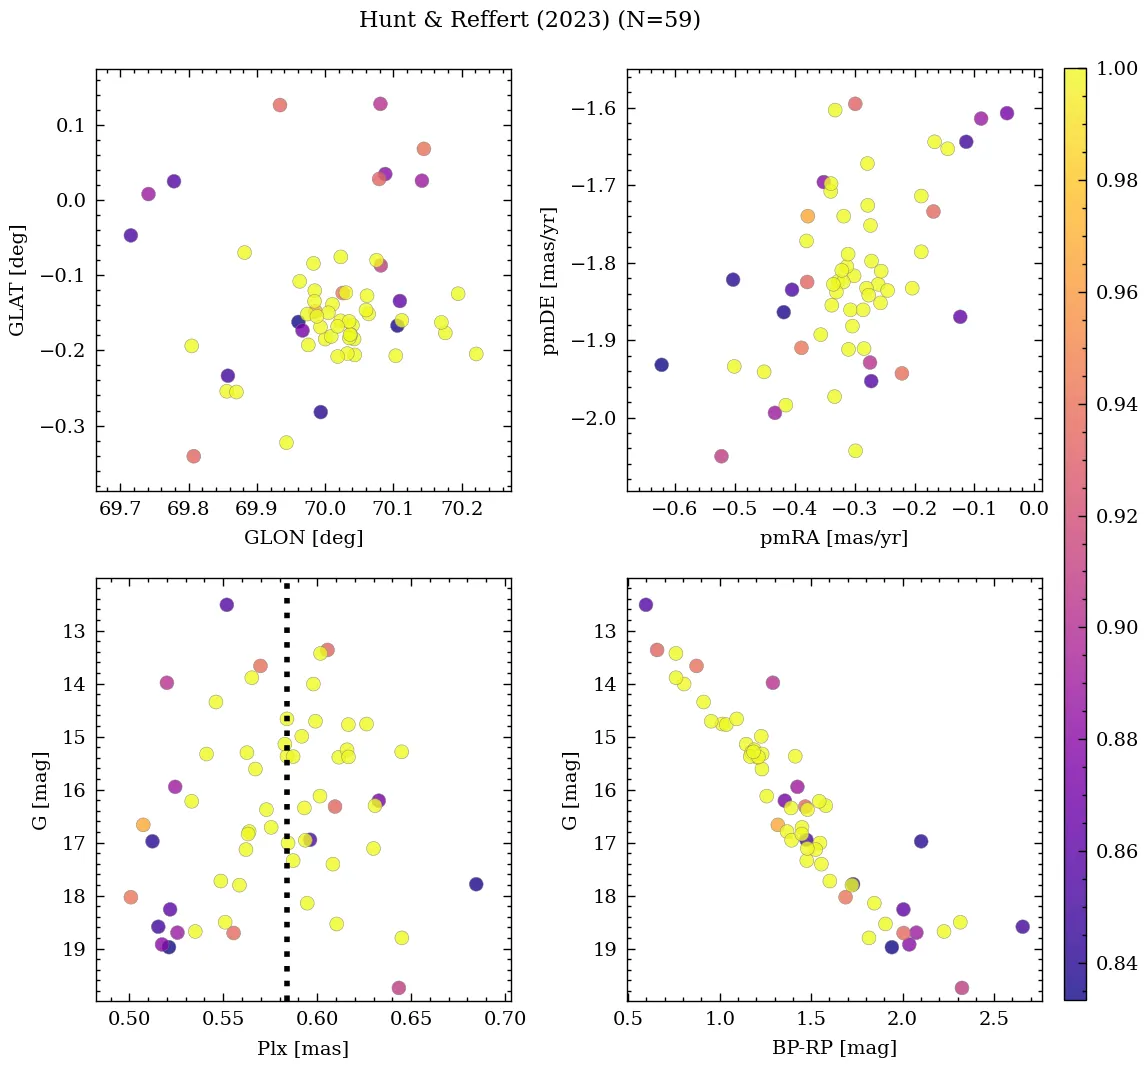 Hunt & Reffert (2023) (N=59)
0.1
0.0
−0.1
−0.2
−0.3
GLAT [deg]
69.7 69.8 69.9 70.0 70.1 70.2
GLON [deg]
−1.6
−1.7
−1.8
−1.9
−2.0
pmDE [mas/yr]
−0.6 −0.5 −0.4 −0.3 −0.2 −0.1 0.0
pmRA [mas/yr]
13
14
15
16
17
18
19
G [mag]
0.50 0.55 0.60 0.65 0.70
Plx [mas]
13
14
15
16
17
18
19
G [mag]
0.5 1.0 1.5 2.0 2.5
BP-RP [mag]
1.00
0.98
0.96
0.94
0.92
0.90
0.88
0.86
0.84